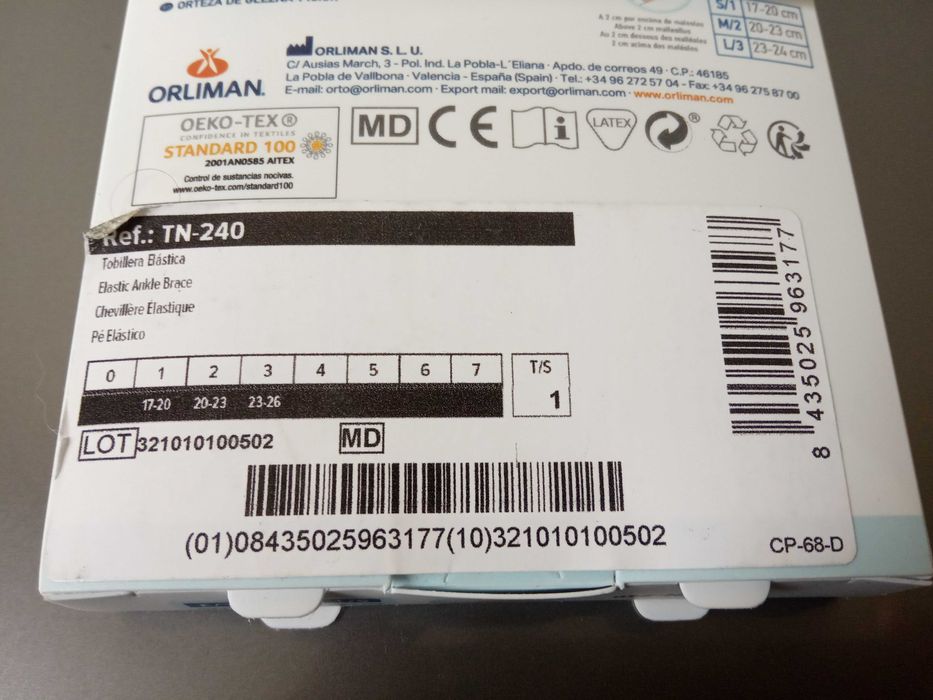 S/1 17-20 cm
M/2 20-23 cm
L/3 23-24 cm
A 2 cm por encima de maléolos
Above 2 cm malleolus
Au 2 cm dessous des malléoles
2 cm acima dos maléolos
ORLIMAN.
ORLIMAN S. L. U.
C/ Ausias March, 3 - Pol. Ind. La Pobla-L´Eliana · Apdo. de correos 49 · C.P.: 46185
La Pobla de Vallbona · Valencia - España (Spain) · Tel.: +34 96 272 57 04 - Fax: +34 96 275 87 00
E-mail: orto@orliman.com · Export mail: export@orliman.com · www.orliman.com
OEKO-TEX®
CONFIDENCE IN TEXTILES
STANDARD 100
2001AN0585 AITEX
Control de sustancias nocivas.
www.oeko-tex.com/standard100
MD CE i LATEX ®
Ref.: TN-240
Tobillera Elástica
Elastic Ankle Brace
Chevillère Élastique
Pé Elástico
0 1 2 3 4 5 6 7 T/S
17-20 20-23 23-26 1
LOT 321010100502 MD
(01)08435025963177(10)321010100502
8 435025 963177
CP-68-D